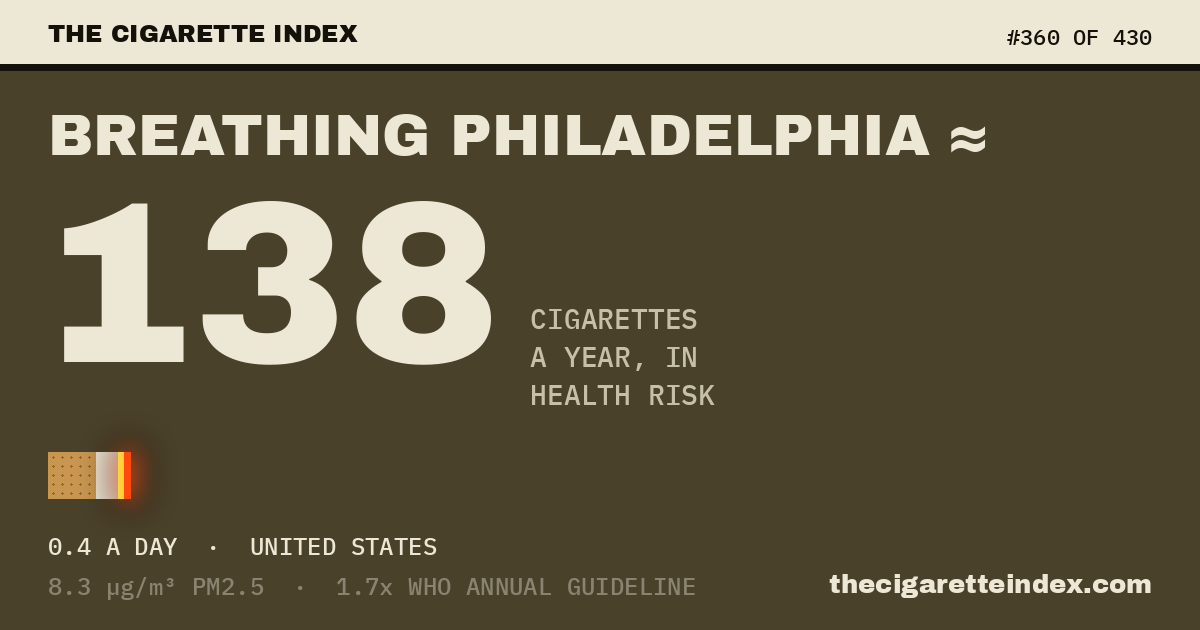 THE CIGARETTE INDEX
#360 OF 430
BREATHING PHILADELPHIA ≈
138
CIGARETTES
A YEAR, IN
HEALTH RISK
0.4 A DAY · UNITED STATES
8.3 µg/m³ PM2.5 · 1.7x WHO ANNUAL GUIDELINE
thecigaretteindex.com